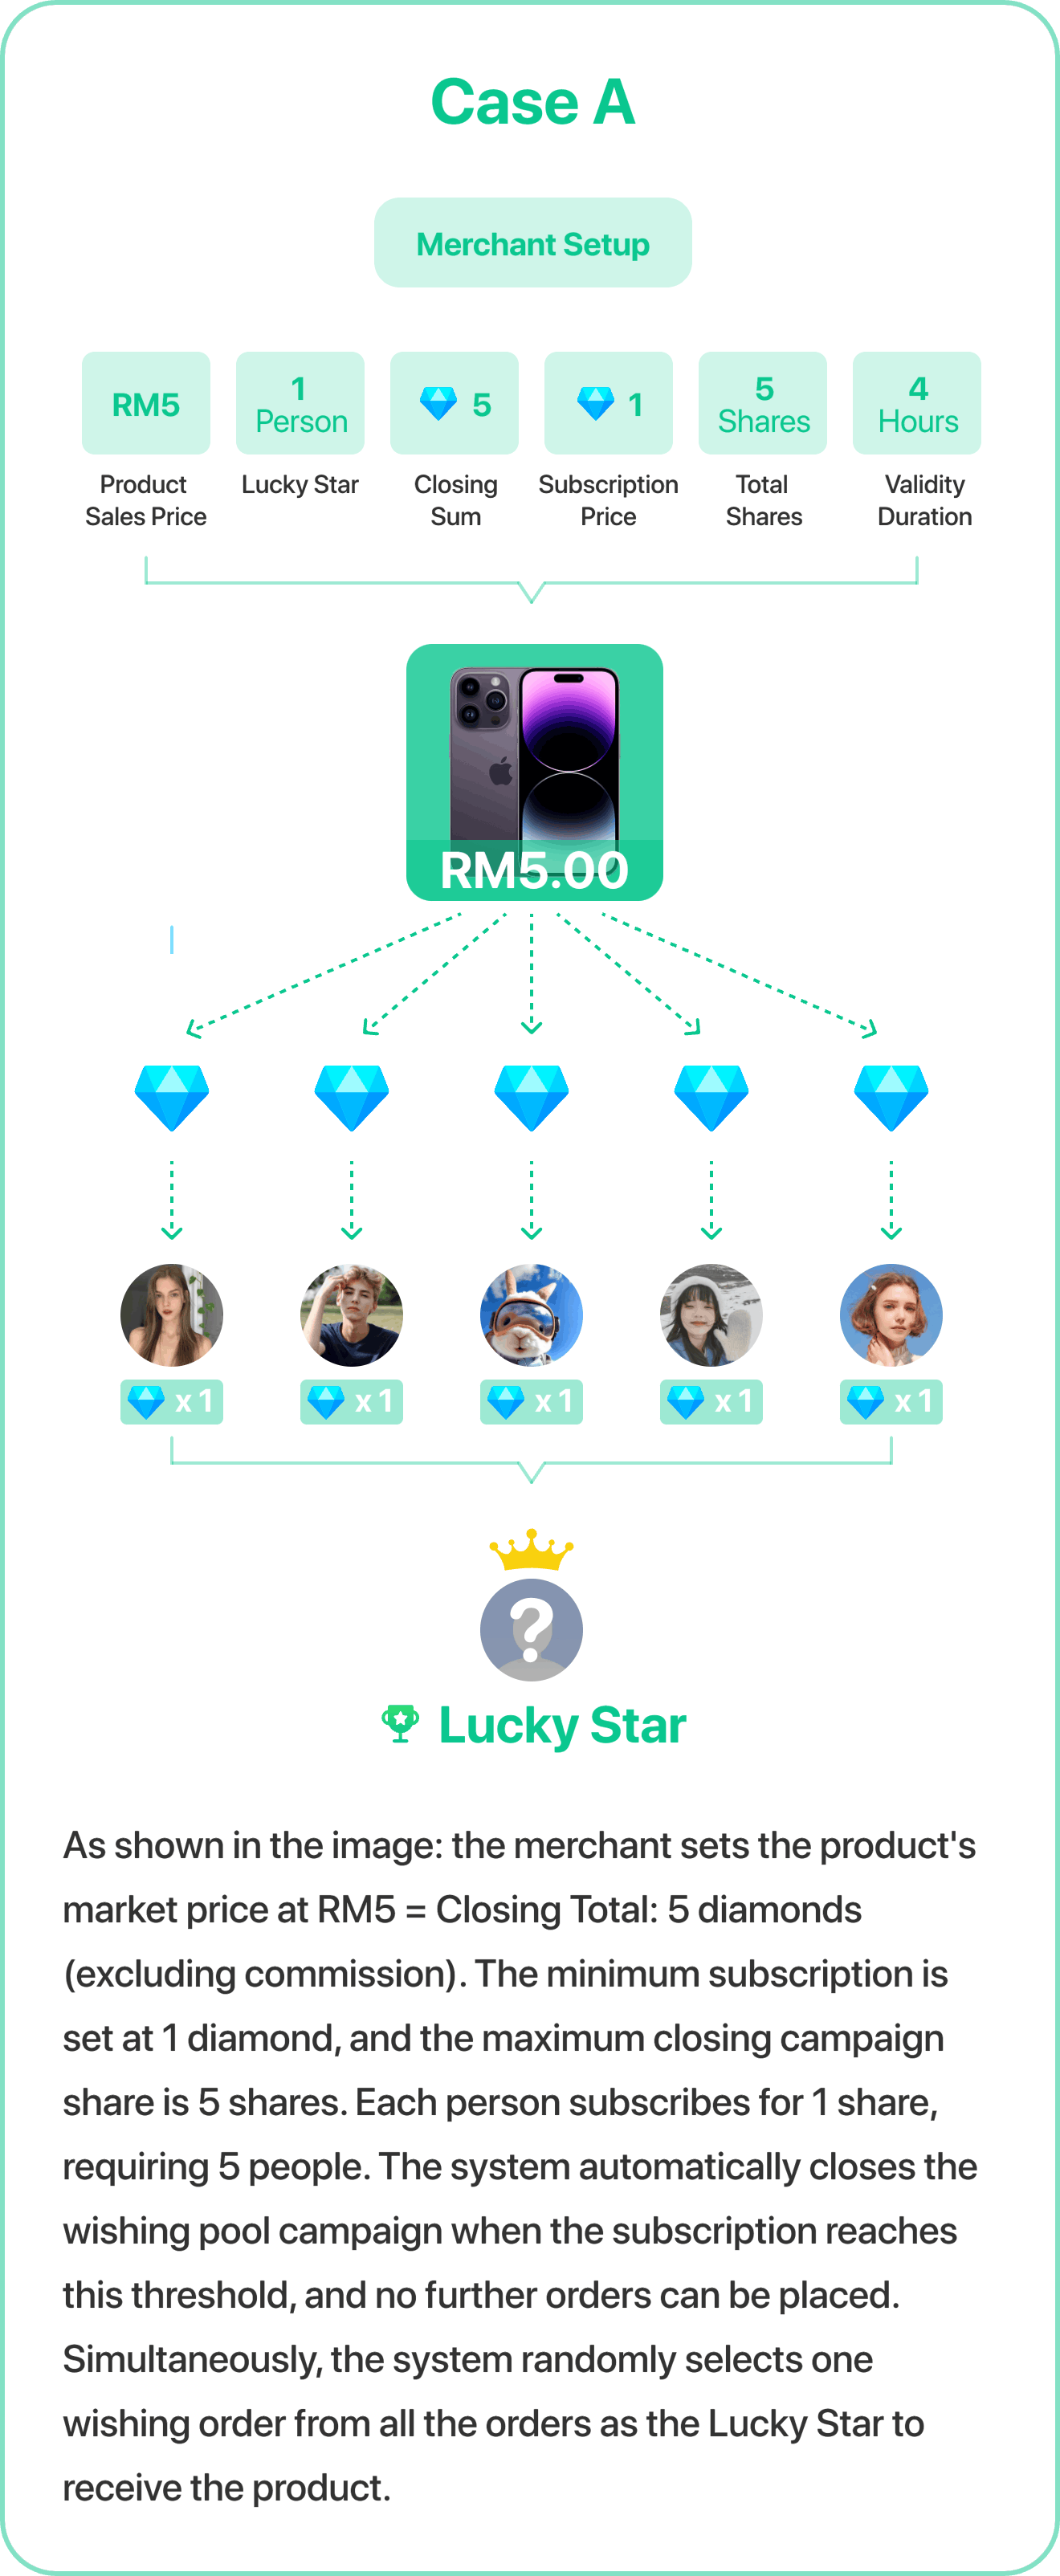 Case A
Merchant Setup
RM5
1
Person
5
1
5
Shares
4
Hours
Product
Sales Price
Lucky Star
Closing
Sum
Subscription
Price
Total
Shares
Validity
Duration
RM5.00
x 1
x 1
x 1
x 1
x 1
?
Lucky Star
As shown in the image: the merchant sets the product's
market price at RM5 = Closing Total: 5 diamonds
(excluding commission). The minimum subscription is
set at 1 diamond, and the maximum closing campaign
share is 5 shares. Each person subscribes for 1 share,
requiring 5 people. The system automatically closes the
wishing pool campaign when the subscription reaches
this threshold, and no further orders can be placed.
Simultaneously, the system randomly selects one
wishing order from all the orders as the Lucky Star to
receive the product.